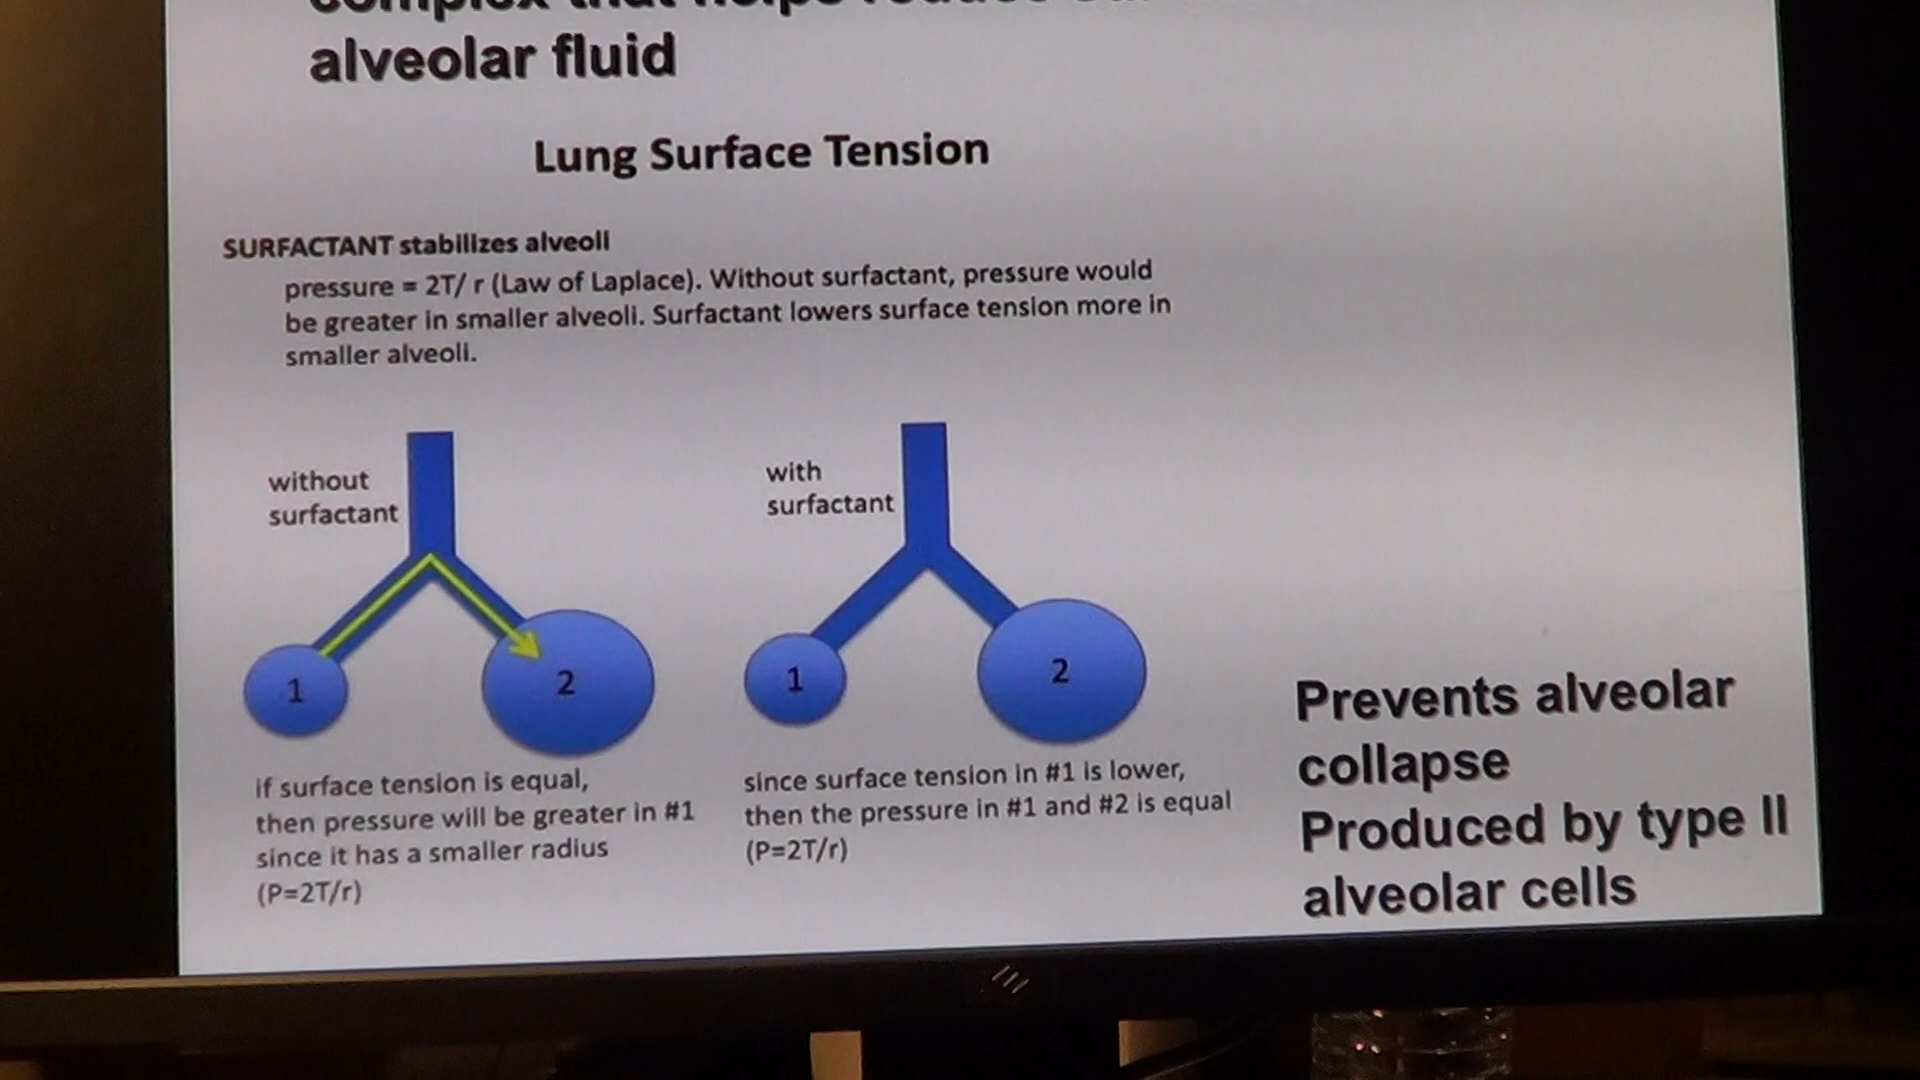 complex that helps reduce
alveolar fluid
Lung Surface Tension
SURFACTANT stabilizes alveoli
pressure = 2T/ r (Law of Laplace). Without surfactant, pressure would
be greater in smaller alveoli. Surfactant lowers surface tension more in
smaller alveoli.
without
surfactant
with
surfactant
1
2
1
2
if surface tension is equal,
then pressure will be greater in #1
since it has a smaller radius
(P=2T/r)
since surface tension in #1 is lower,
then the pressure in #1 and #2 is equal
(P=2T/r)
Prevents alveolar
collapse
Produced by type II
alveolar cells